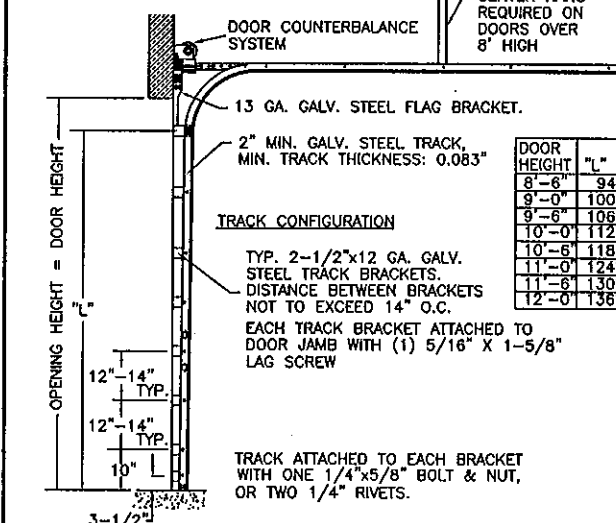 REQUIRED ON
DOORS OVER
8' HIGH
DOOR COUNTERBALANCE
SYSTEM
13 GA. GALV. STEEL FLAG BRACKET.
2" MIN. GALV. STEEL TRACK,
MIN. TRACK THICKNESS: 0.083"
DOOR HEIGHT "L"
8'-6" 94
9'-0" 100
9'-6" 106
10'-0" 112
10'-6" 118
11'-0" 124
11'-6" 130
12'-0" 136
TRACK CONFIGURATION
TYP. 2-1/2"x12 GA. GALV.
STEEL TRACK BRACKETS.
DISTANCE BETWEEN BRACKETS
NOT TO EXCEED 14" O.C.
EACH TRACK BRACKET ATTACHED TO
DOOR JAMB WITH (1) 5/16" X 1-5/8"
LAG SCREW
OPENING HEIGHT = DOOR HEIGHT
"L"
12"-14"
TYP.
12"-14"
TYP.
10"
TRACK ATTACHED TO EACH BRACKET
WITH ONE 1/4"x5/8" BOLT & NUT,
OR TWO 1/4" RIVETS.
3-1/2"